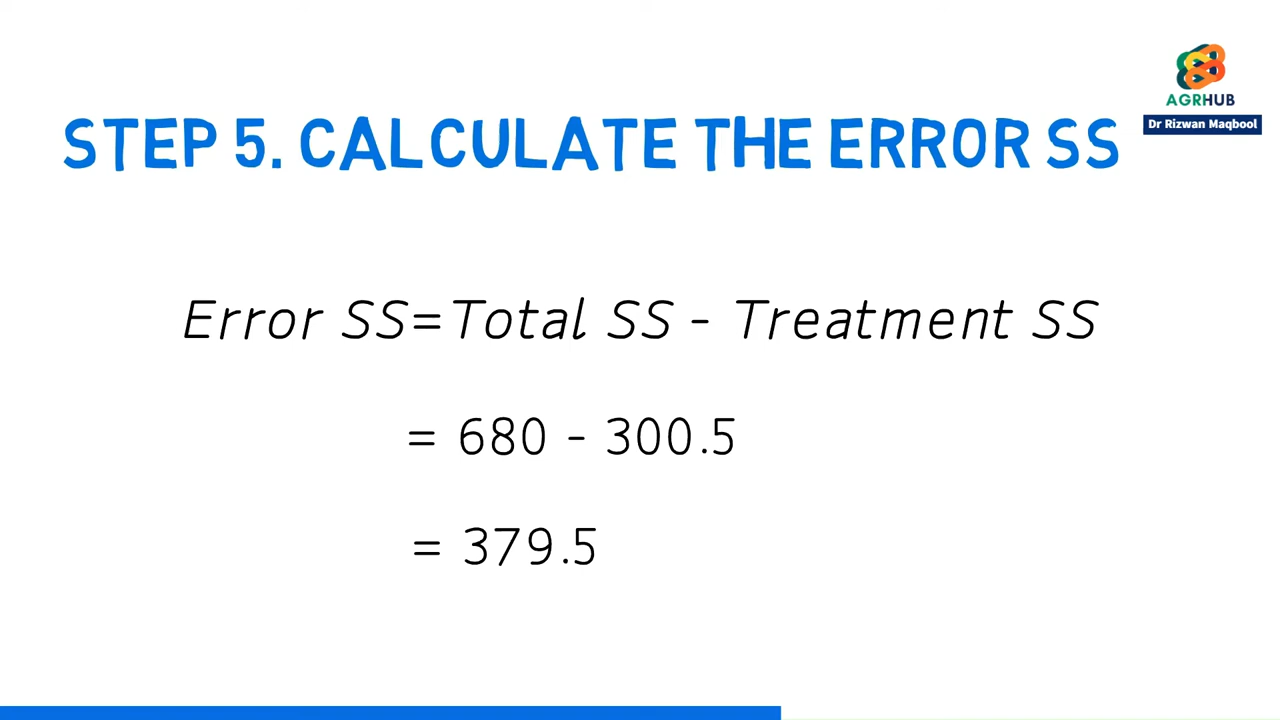 AGRHUB
Dr Rizwan Maqbool
STEP 5. CALCULATE THE ERROR SS
Error SS=Total SS - Treatment SS
= 680 - 300.5
= 379.5